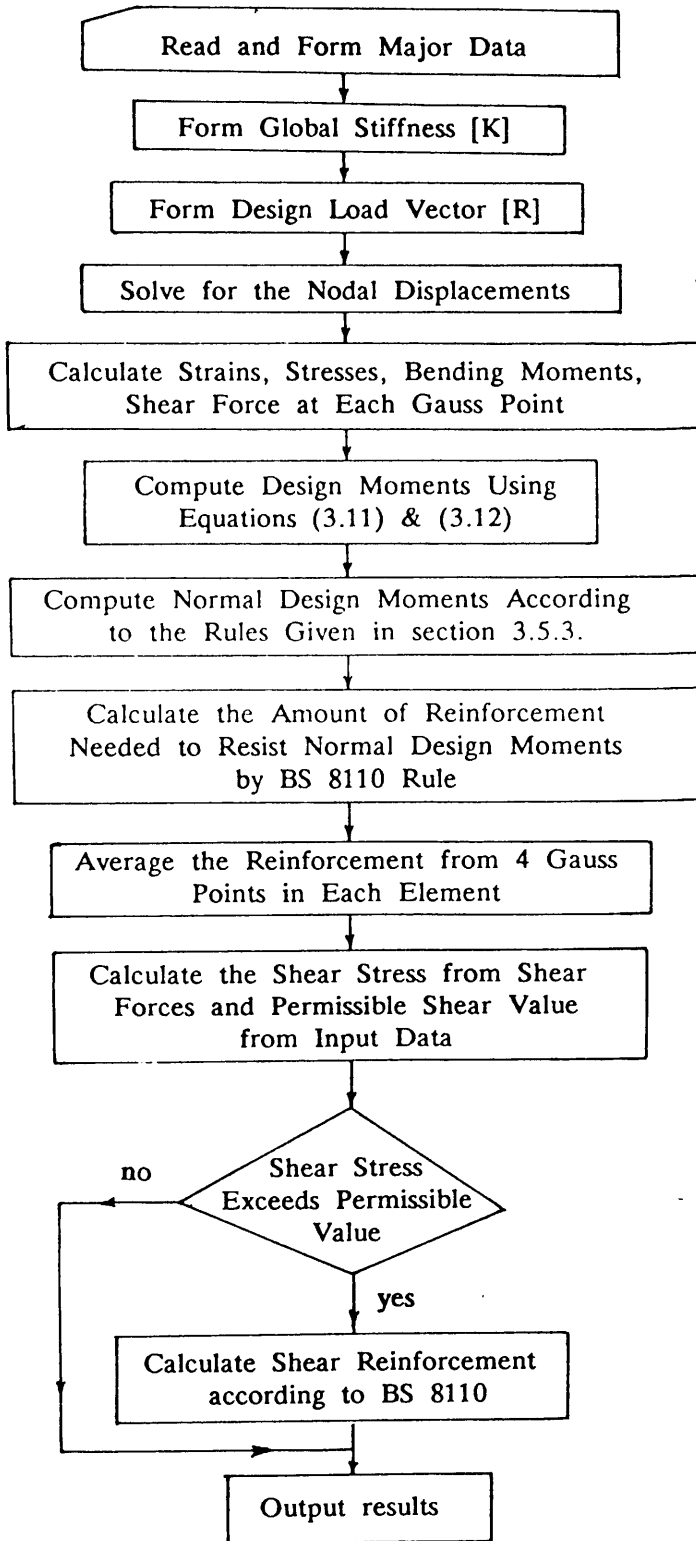 Read and Form Major Data
Form Global Stiffness [K]
Form Design Load Vector [R]
Solve for the Nodal Displacements
Calculate Strains, Stresses, Bending Moments,
Shear Force at Each Gauss Point
Compute Design Moments Using
Equations (3.11) & (3.12)
Compute Normal Design Moments According
to the Rules Given in section 3.5.3.
Calculate the Amount of Reinforcement
Needed to Resist Normal Design Moments
by BS 8110 Rule
Average the Reinforcement from 4 Gauss
Points in Each Element
Calculate the Shear Stress from Shear
Forces and Permissible Shear Value
from Input Data
no
Shear Stress
Exceeds Permissible
Value
yes
Calculate Shear Reinforcement
according to BS 8110
Output results